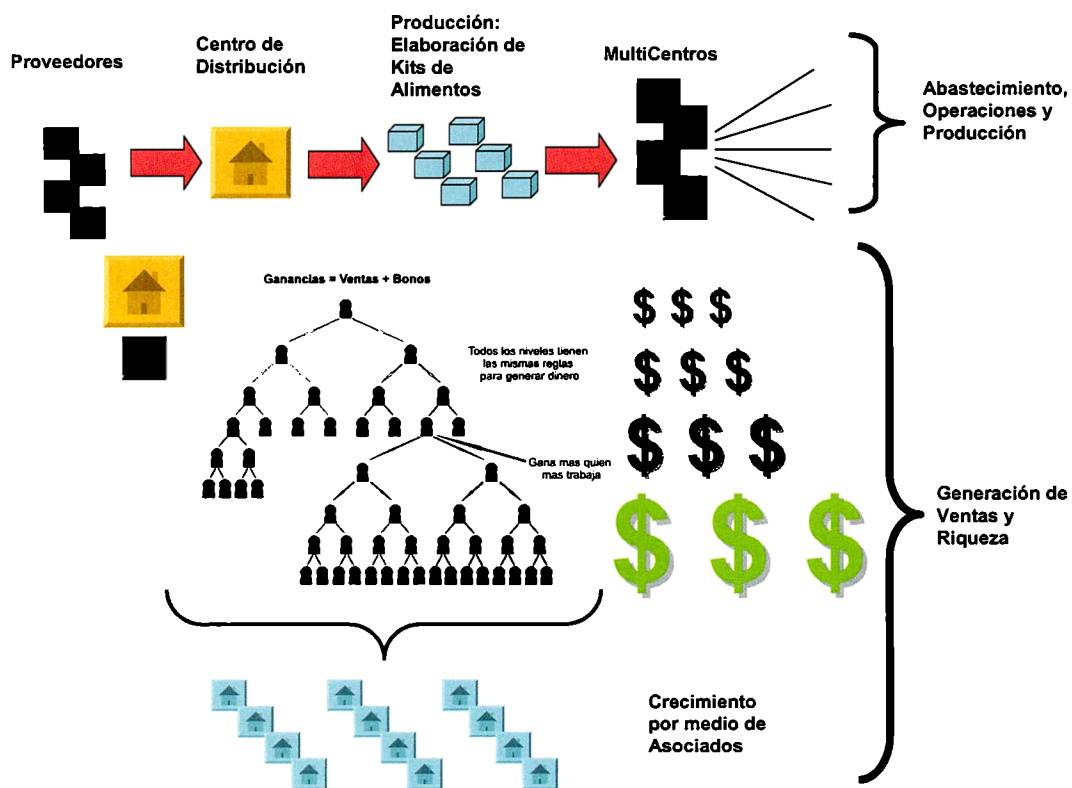 Proveedores
Centro de
Distribución
Producción:
Elaboración de
Kits de
Alimentos
MultiCentros
Abastecimiento,
Operaciones y
Producción
Ganancias = Ventas + Bonos
Todos los niveles tienen
las mismas reglas
para generar dinero
Gana mas quien
mas trabaja
$ $ $
$ $ $
$ $ $
$ $ $
Generación de
Ventas y
Riqueza
Crecimiento
por medio de
Asociados